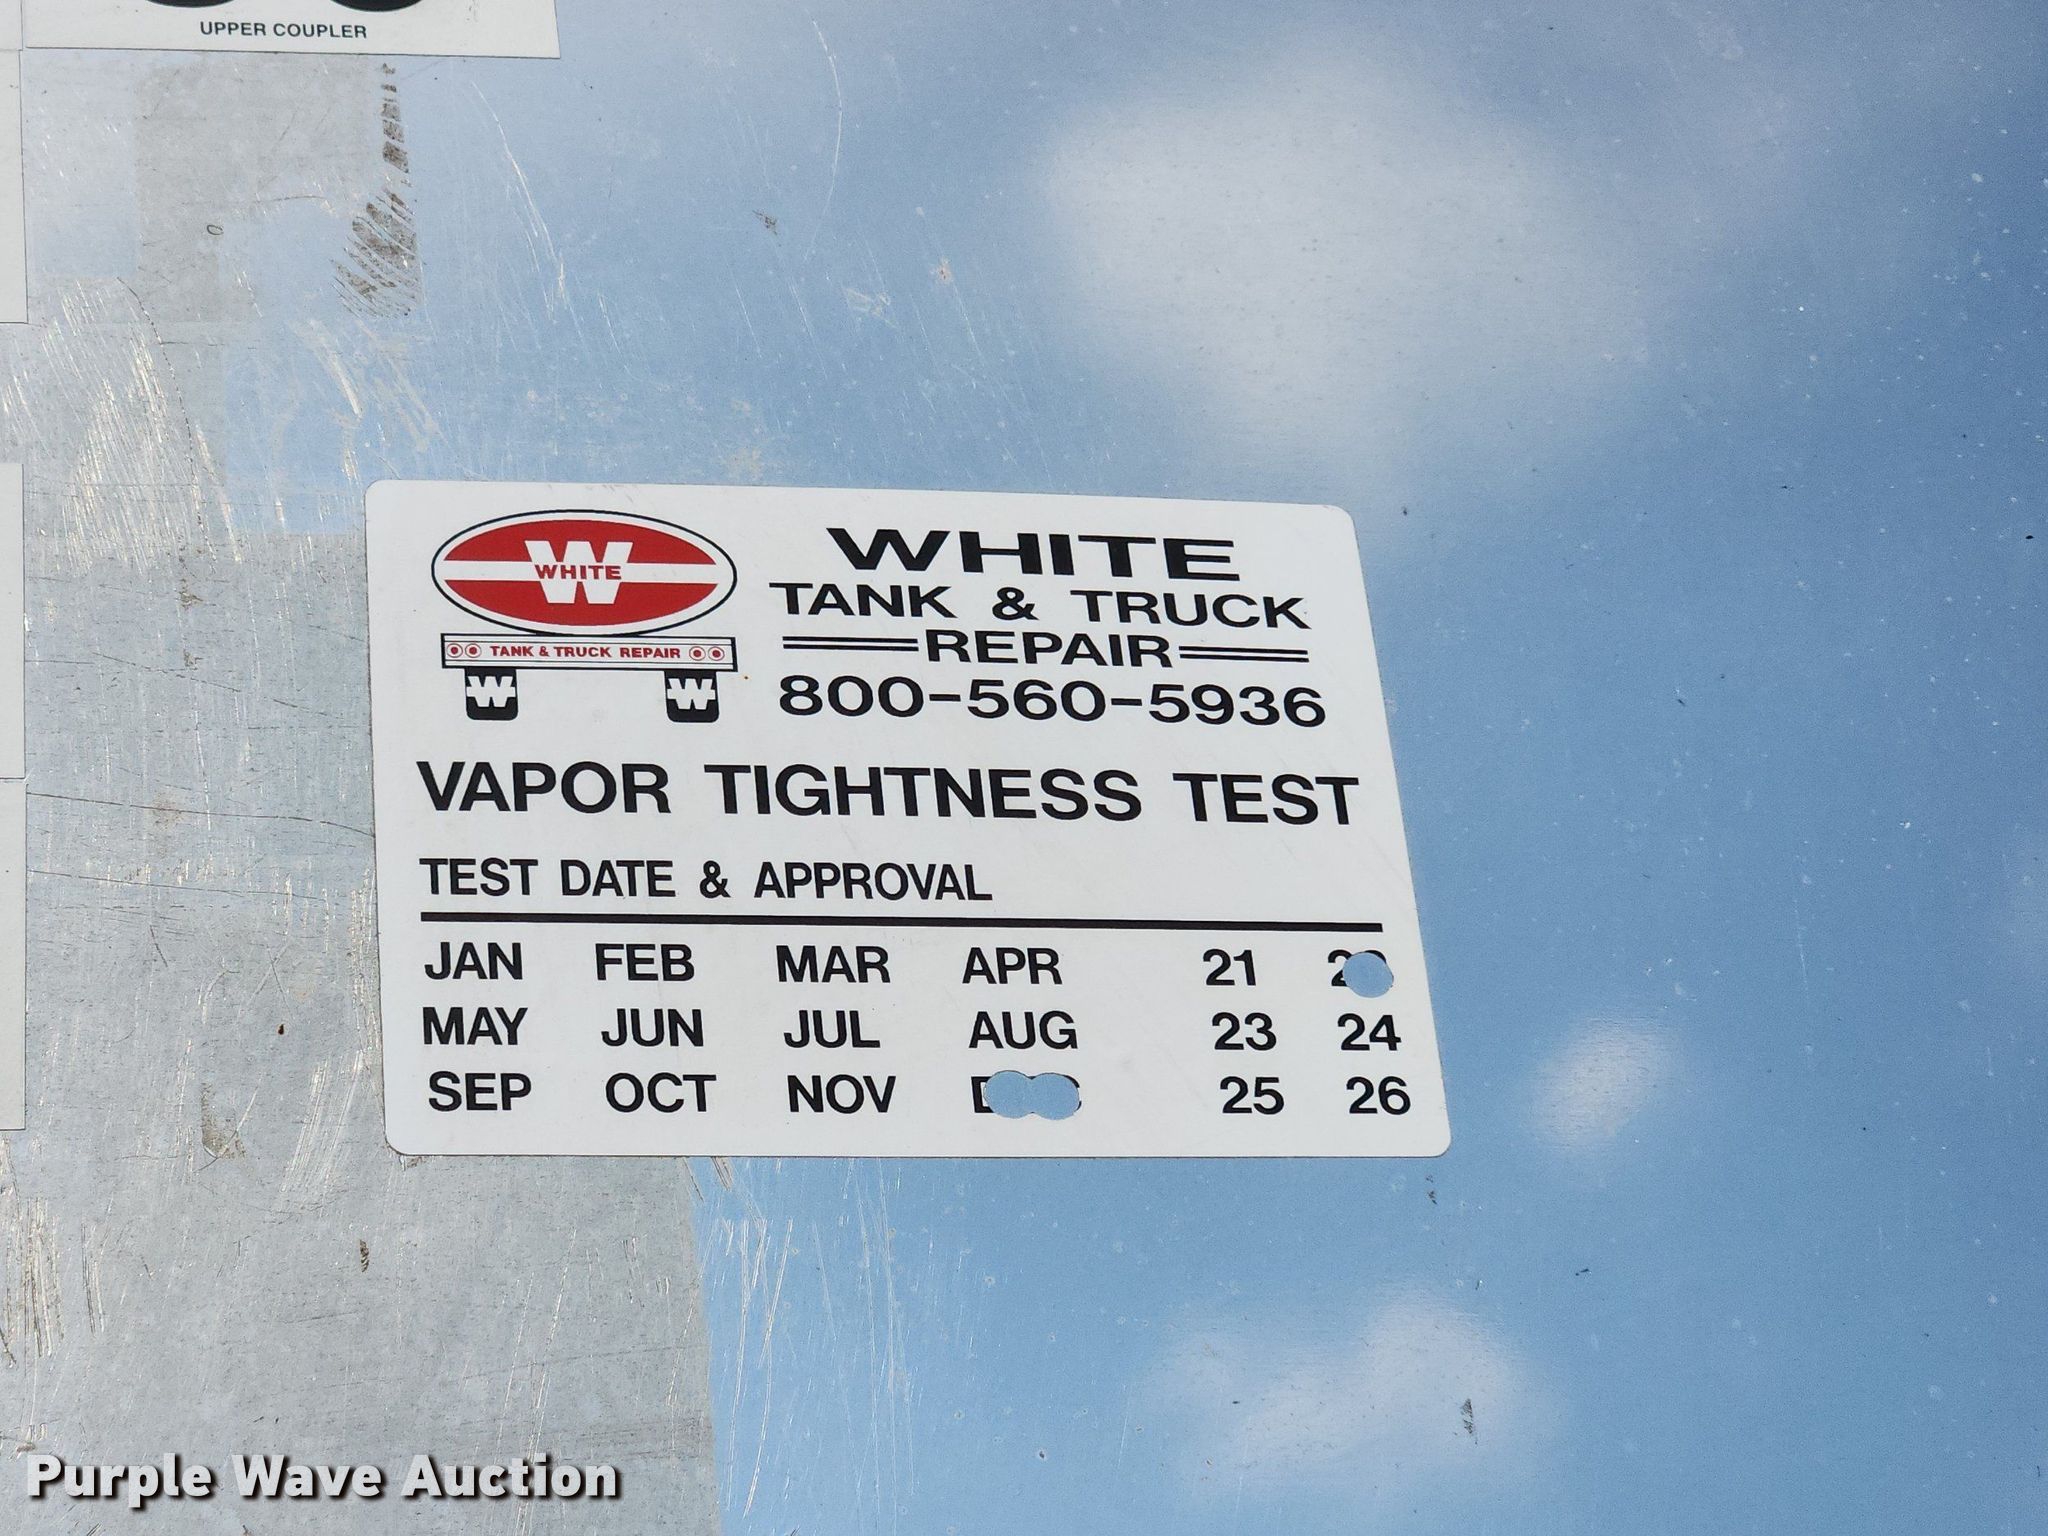 UPPER COUPLER
W
WHITE
TANK & TRUCK REPAIR
W W
WHITE
TANK & TRUCK
REPAIR
800-560-5936
VAPOR TIGHTNESS TEST
TEST DATE & APPROVAL
JAN FEB MAR APR 21
MAY JUN JUL AUG 23 24
SEP OCT NOV 25 26
Purple Wave Auction